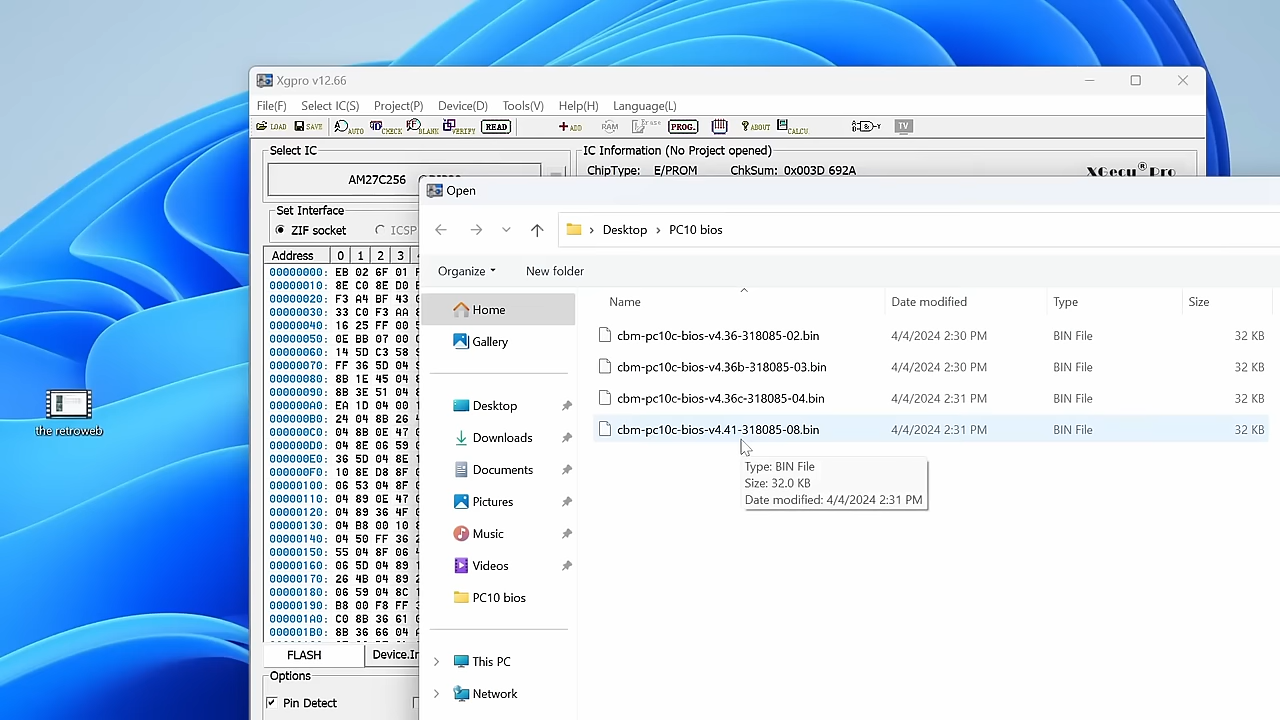 Xgpro v12.66
File(F) Select IC(S) Project(P) Device(D) Tools(V) Help(H) Language(L)
LOAD SAVE AUTO CHECK BLANK VERIFY READ ADD RAM Erase PROG. ABOUT CALCU. TV
Select IC
IC Information (No Project opened)
AM27C256
ChipType: E/PROM ChkSum: 0x003D 692A
XGecu® Pro
Set Interface
ZIF socket ICSP
Address 0 1 2 3
00000000: EB 02 6F 01
00000010: 8E C0 8E D0
00000020: F3 A4 BF 43
00000030: 33 C0 F3 AA
00000040: 16 25 FF 00
00000050: 0E BB 07 00
00000060: 14 5D C3 58
00000070: FF 36 5D 04
00000080: 8B 1E 45 04
00000090: 8B 3E 51 04
000000A0: EA 1D 04 00
000000B0: 24 04 8B 26
000000C0: 04 8B 0E 47
000000D0: 04 8E 06 59
000000E0: 36 5D 04 8E
000000F0: 10 8E D8 8F
00000100: 06 53 04 8F
00000110: 04 89 0E 47
00000120: 04 89 36 4F
00000130: 04 B8 00 10
00000140: 04 50 FF 36
00000150: 55 04 8F 06
00000160: 06 5D 04 89
00000170: 26 4B 04 89
00000180: 06 59 04 8C
00000190: B8 00 F8 FF
000001A0: C0 8B 36 61
000001B0: 8B 36 66 04
FLASH Device.In
Options
Pin Detect
Open
Desktop PC10 bios
Organize New folder
Home
Gallery
Desktop
Downloads
Documents
Pictures
Music
Videos
PC10 bios
This PC
Network
Name Date modified Type Size
cbm-pc10c-bios-v4.36-318085-02.bin 4/4/2024 2:30 PM BIN File 32 KB
cbm-pc10c-bios-v4.36b-318085-03.bin 4/4/2024 2:30 PM BIN File 32 KB
cbm-pc10c-bios-v4.36c-318085-04.bin 4/4/2024 2:31 PM BIN File 32 KB
cbm-pc10c-bios-v4.41-318085-08.bin 4/4/2024 2:31 PM BIN File 32 KB
Type: BIN File
Size: 32.0 KB
Date modified: 4/4/2024 2:31 PM
the retroweb